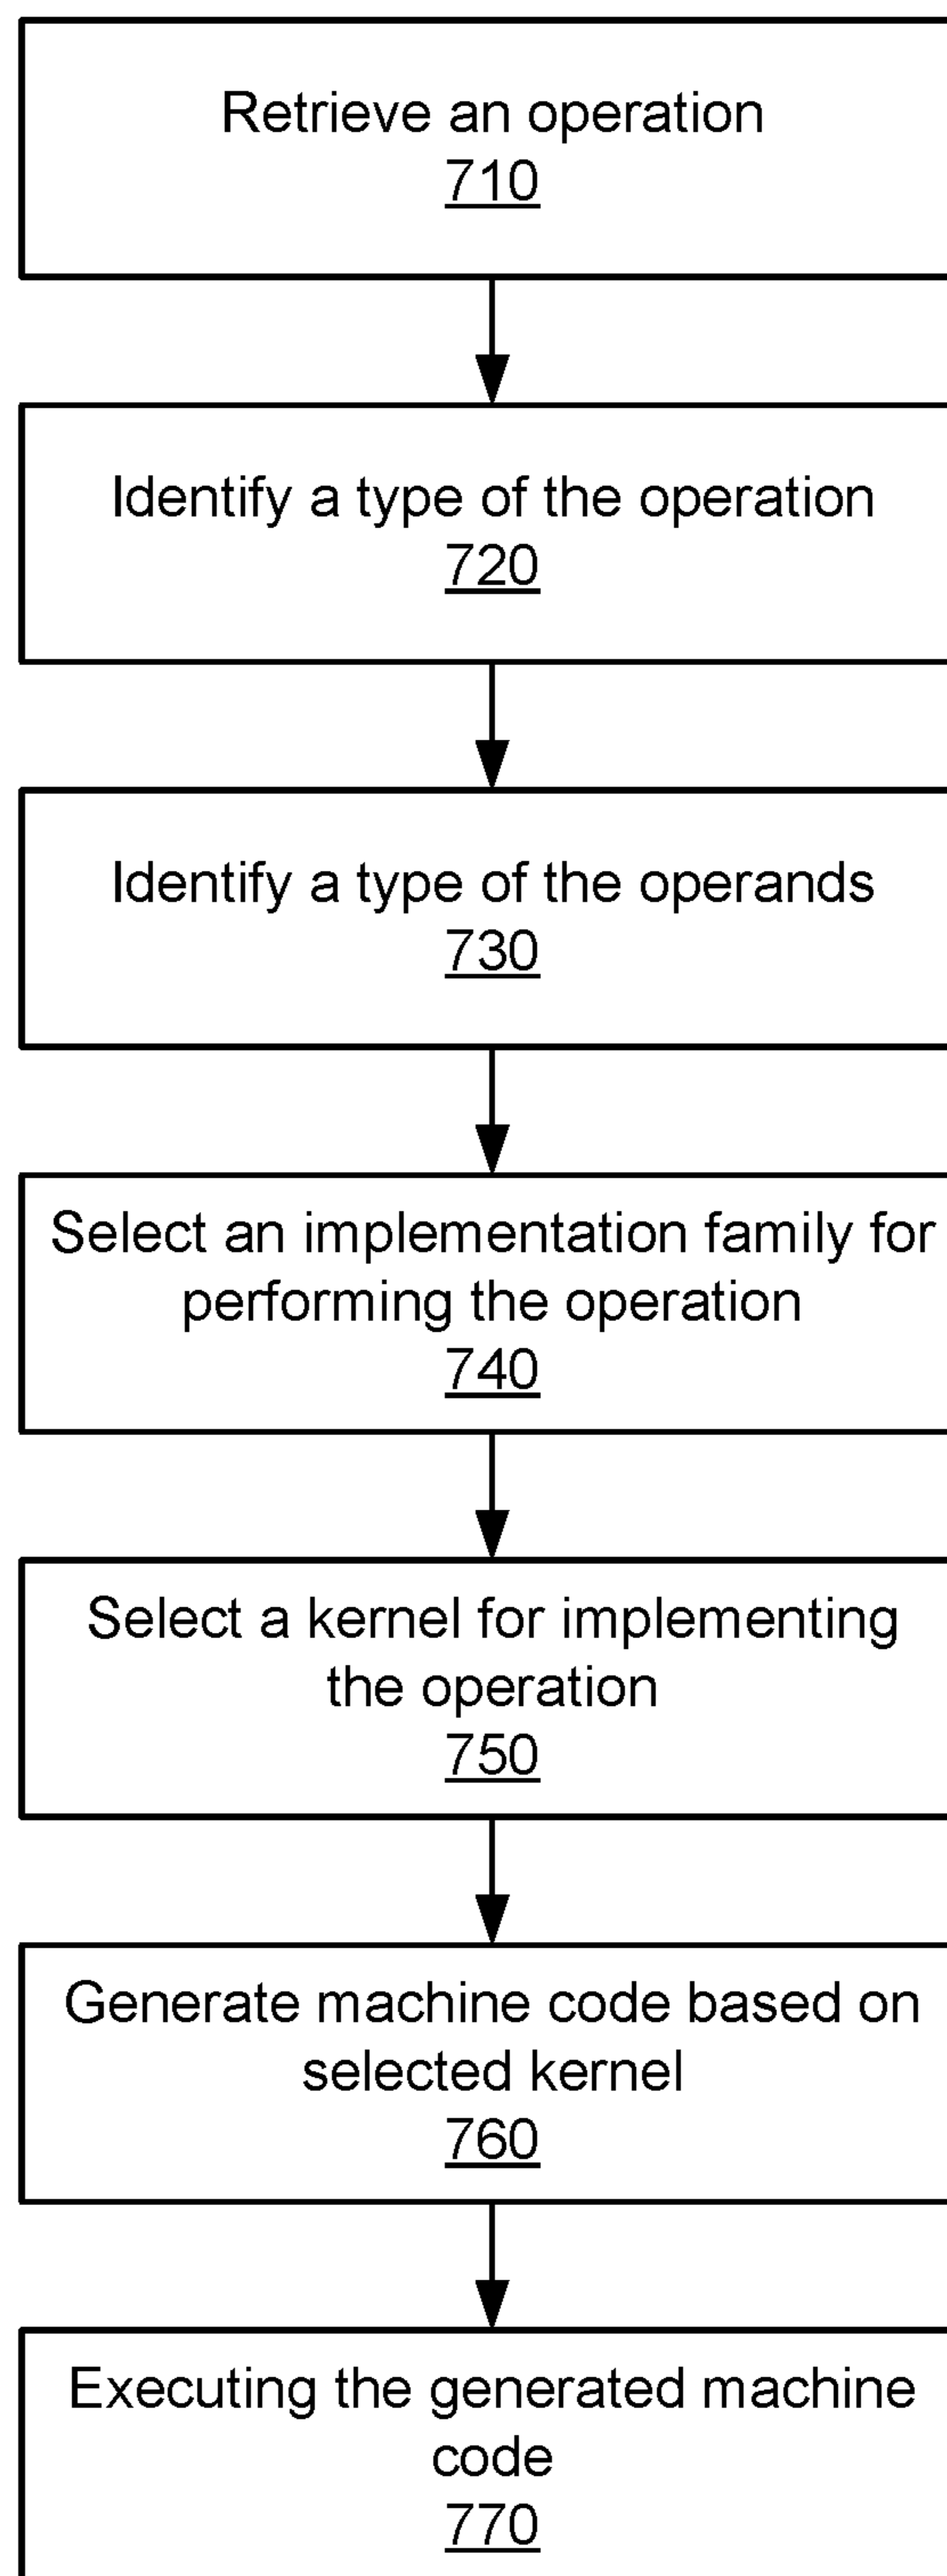 Retrieve an operation
710
Identify a type of the operation
720
Identify a type of the operands
730
Select an implementation family for
performing the operation
740
Select a kernel for implementing
the operation
750
Generate machine code based on
selected kernel
760
Executing the generated machine
code
770